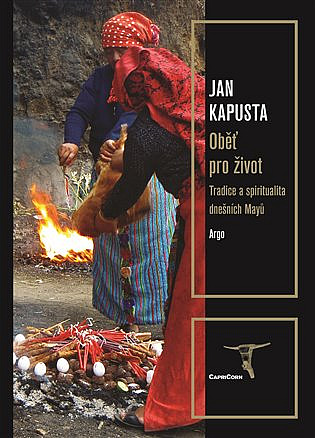 JAN
KAPUSTA
Oběť
pro život
Tradice a spiritualita
dnešních Mayů
Argo
CapriCorn